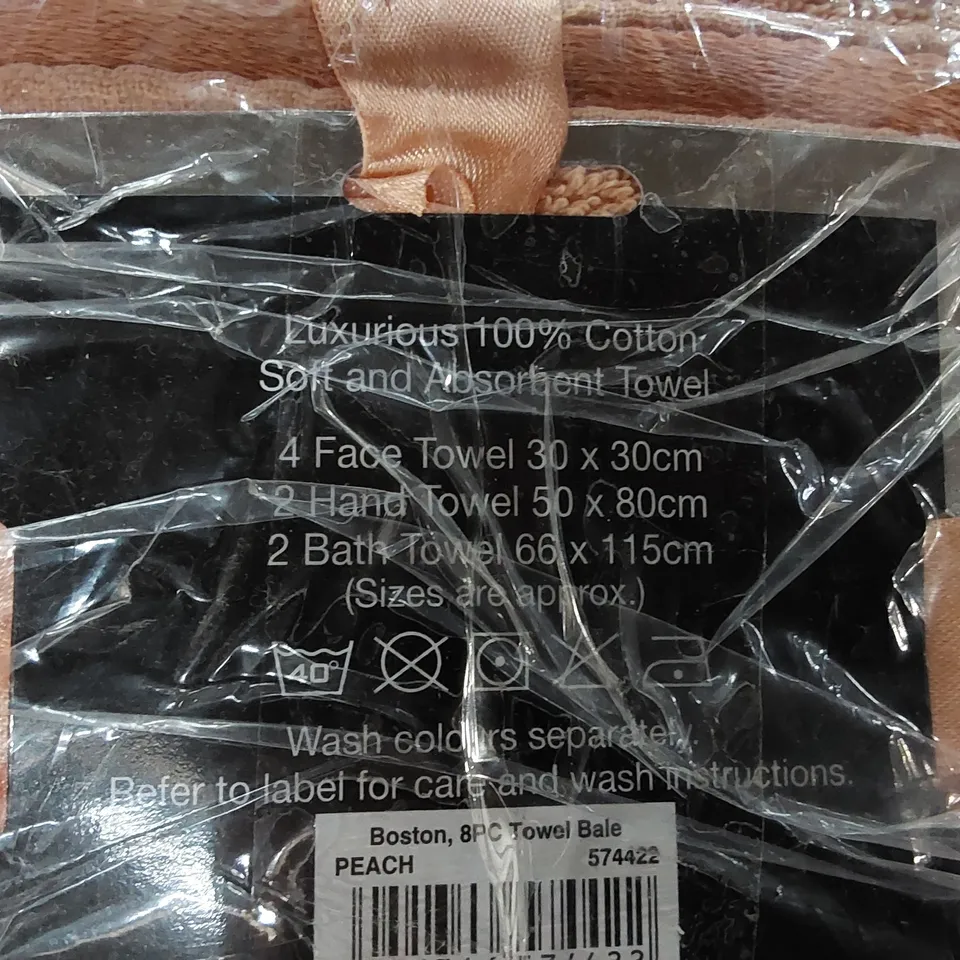 Luxurious 100% Cotton
Soft and Absorbent Towel
4 Face Towel 30 x 30cm
2 Hand Towel 50 x 80cm
2 Bath Towel 66 x 115cm
(Sizes are approx.)
40°
Wash colours separately.
Refer to label for care and wash instructions.
Boston, 8PC Towel Bale
PEACH 574422